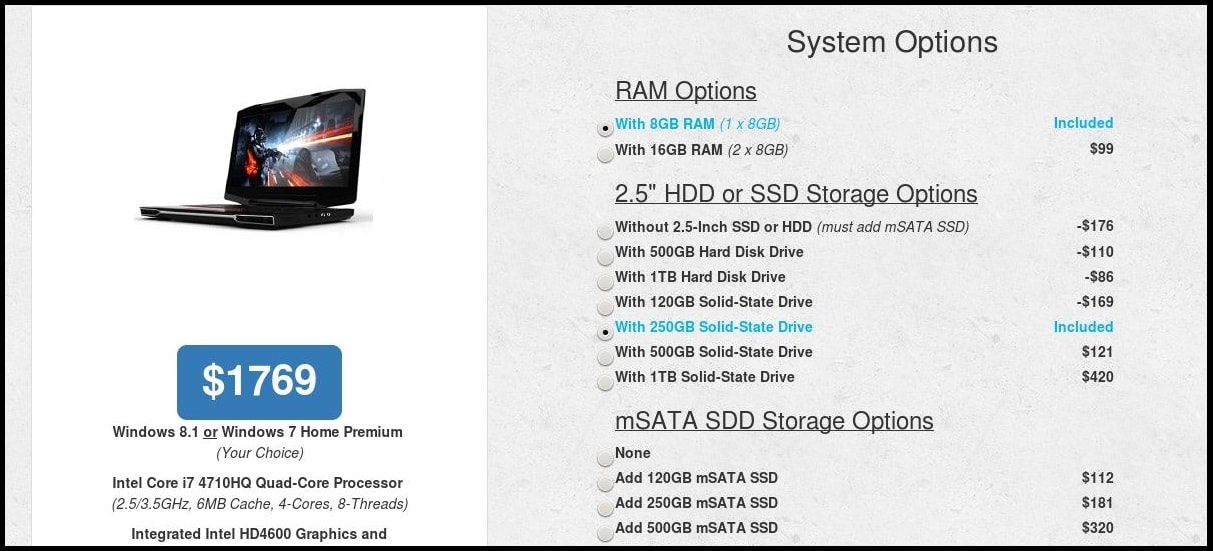 System Options
RAM Options
With 8GB RAM (1 x 8GB) Included
With 16GB RAM (2 x 8GB) $99
2.5" HDD or SSD Storage Options
Without 2.5-Inch SSD or HDD (must add mSATA SSD) -$176
With 500GB Hard Disk Drive -$110
With 1TB Hard Disk Drive -$86
With 120GB Solid-State Drive -$169
With 250GB Solid-State Drive Included
With 500GB Solid-State Drive $121
With 1TB Solid-State Drive $420
mSATA SDD Storage Options
None
Add 120GB mSATA SSD $112
Add 250GB mSATA SSD $181
Add 500GB mSATA SSD $320
$1769
Windows 8.1 or Windows 7 Home Premium
(Your Choice)
Intel Core i7 4710HQ Quad-Core Processor
(2.5/3.5GHz, 6MB Cache, 4-Cores, 8-Threads)
Integrated Intel HD4600 Graphics and